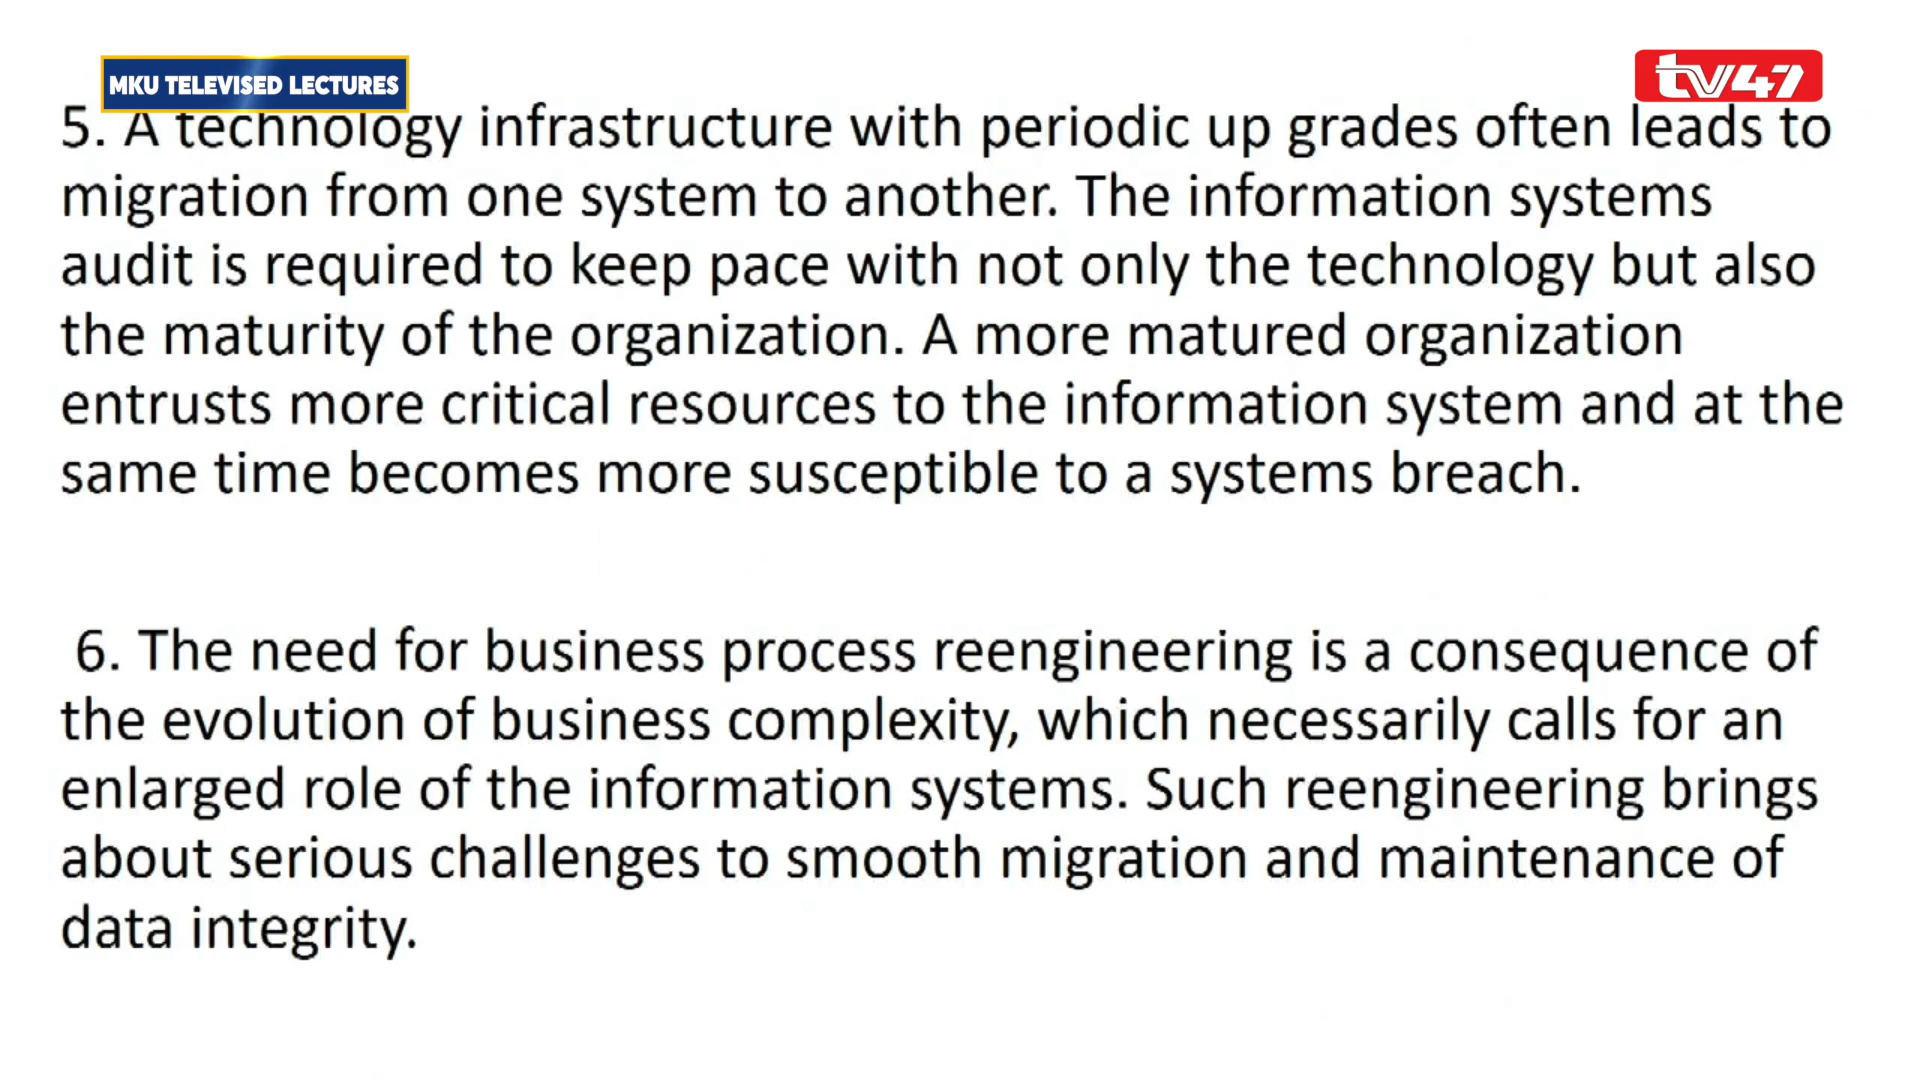 MKU TELEVISED LECTURES
tv47
5. A technology infrastructure with periodic up grades often leads to
migration from one system to another. The information systems
audit is required to keep pace with not only the technology but also
the maturity of the organization. A more matured organization
entrusts more critical resources to the information system and at the
same time becomes more susceptible to a systems breach.
6. The need for business process reengineering is a consequence of
the evolution of business complexity, which necessarily calls for an
enlarged role of the information systems. Such reengineering brings
about serious challenges to smooth migration and maintenance of
data integrity.